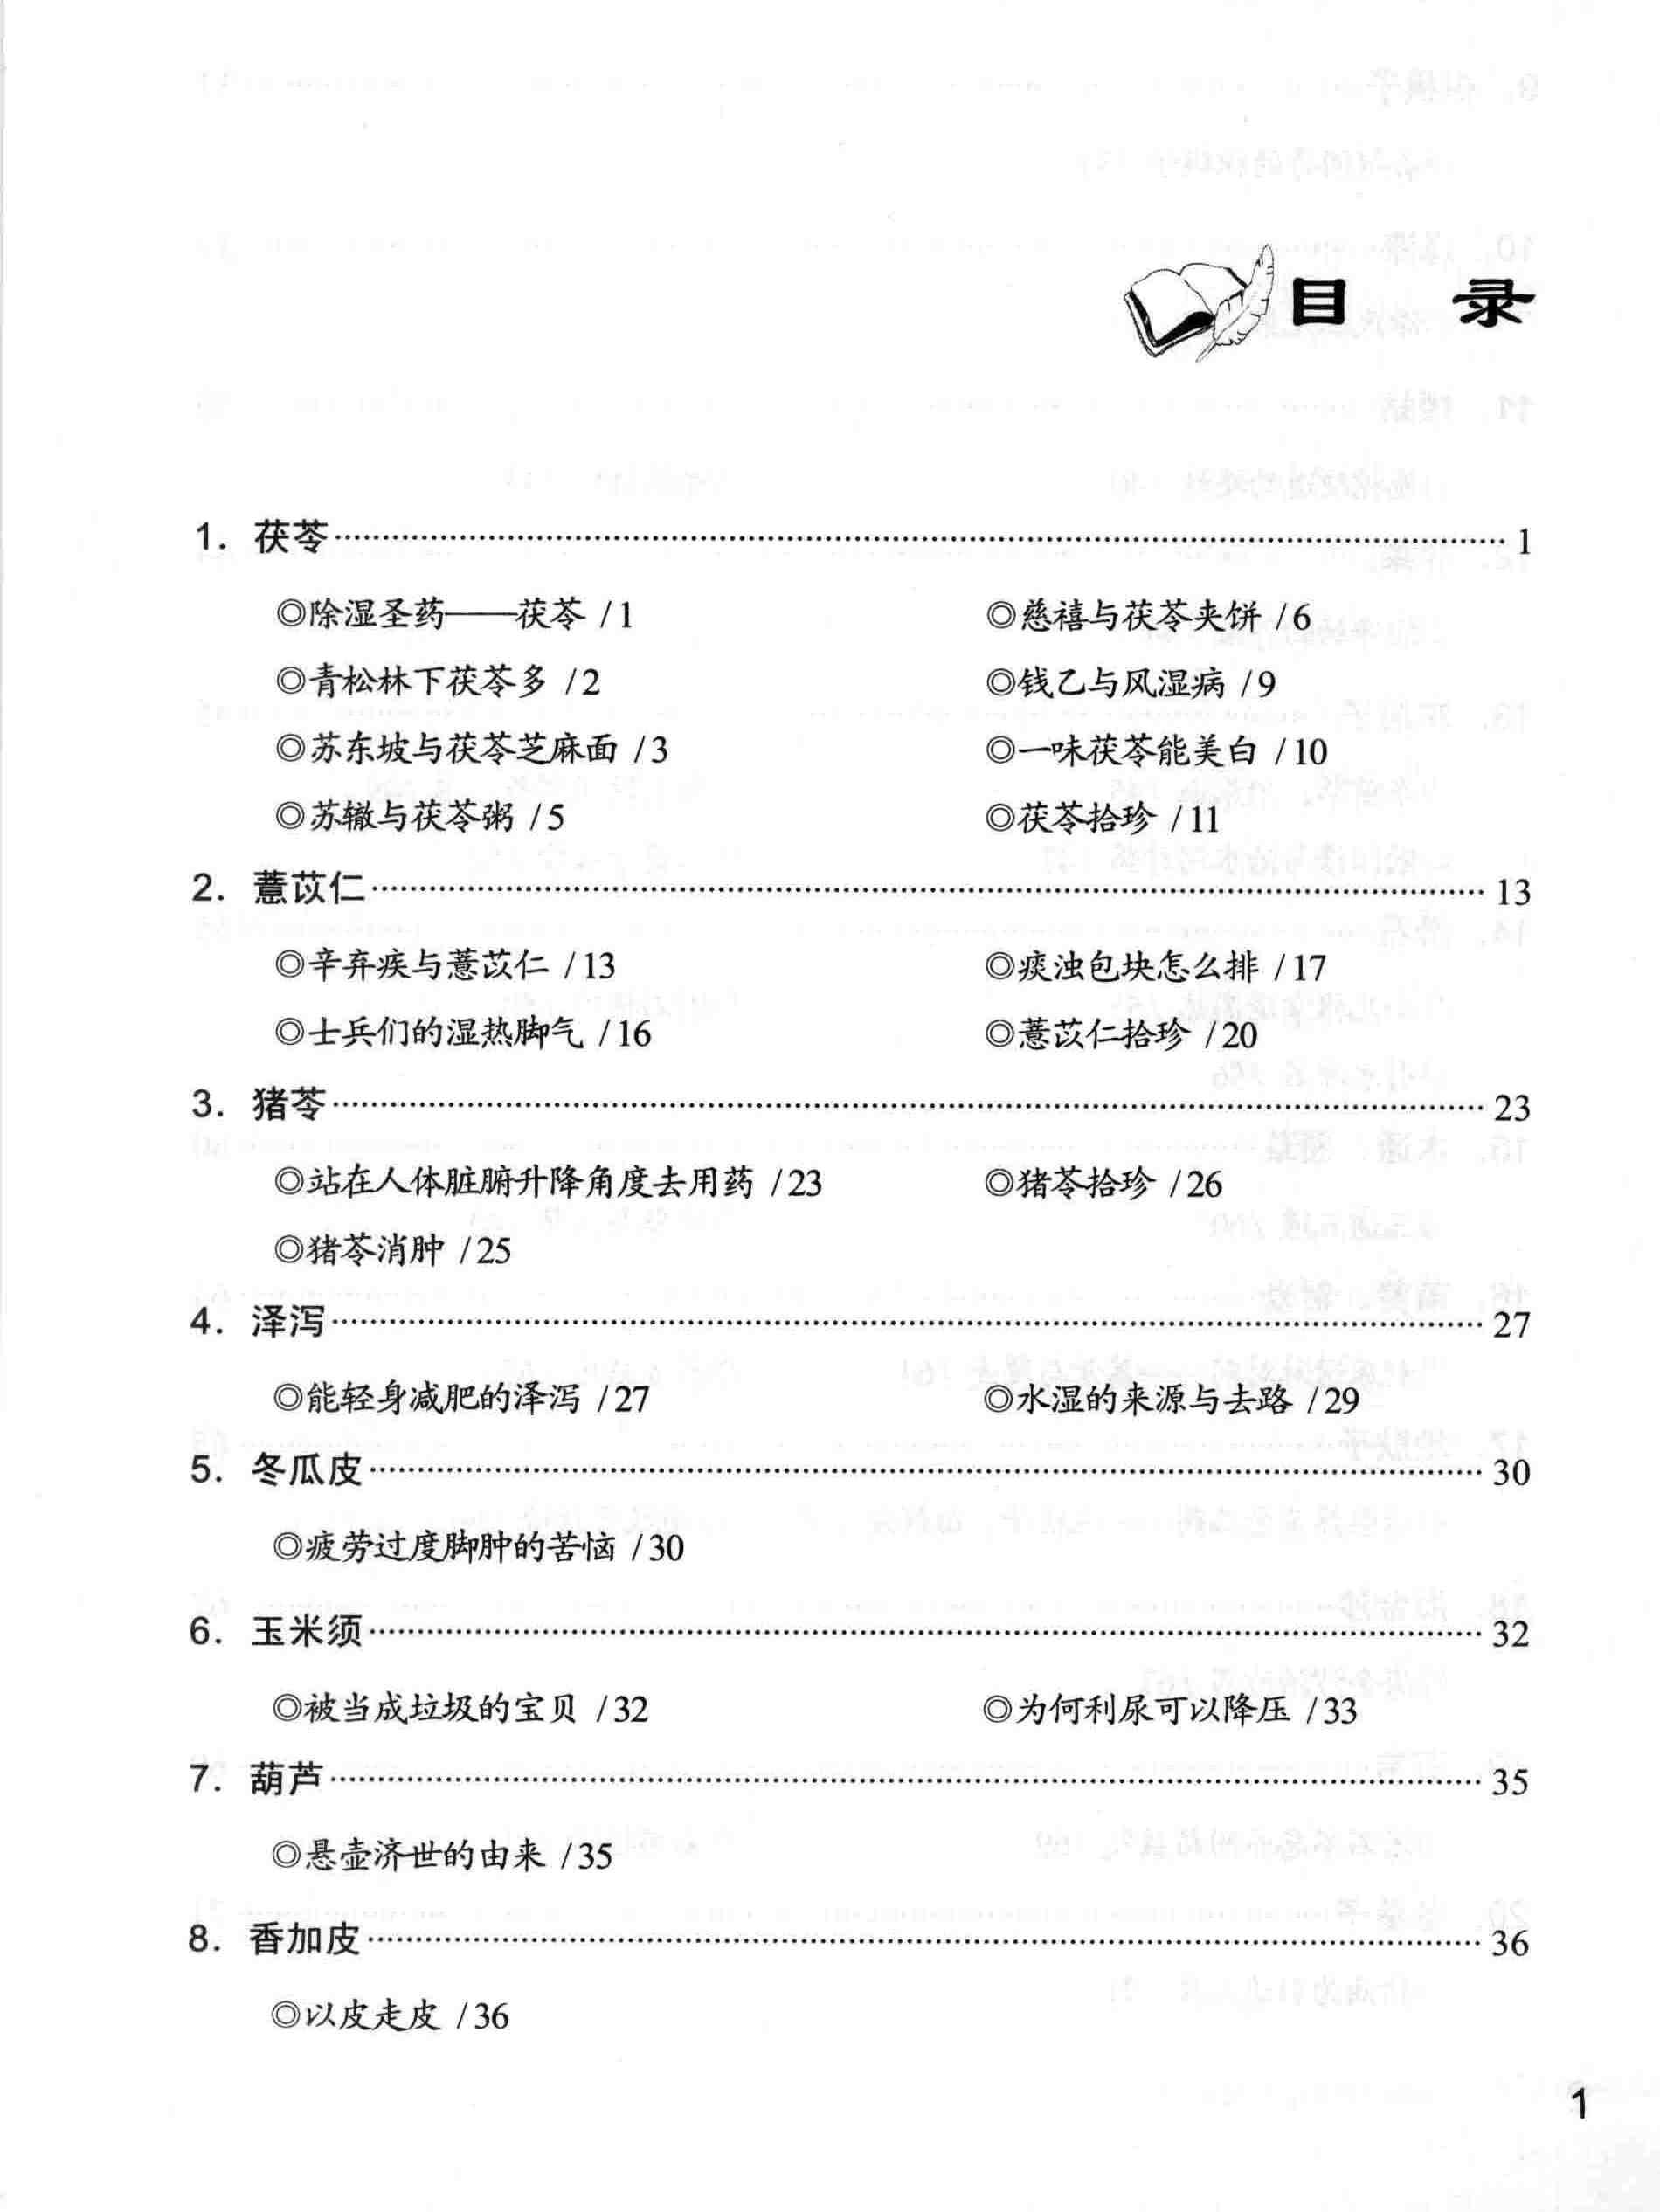 目 录
1. 茯苓 1
◎除湿圣药——茯苓 /1
◎慈禧与茯苓夹饼 /6
◎青松林下茯苓多 /2
◎钱乙与风湿病 /9
◎苏东坡与茯苓芝麻面 /3
◎一味茯苓能美白 /10
◎苏辙与茯苓粥 /5
◎茯苓拾珍 /11
2. 薏苡仁 13
◎辛弃疾与薏苡仁 /13
◎痰浊包块怎么排 /17
◎士兵们的湿热脚气 /16
◎薏苡仁拾珍 /20
3. 猪苓 23
◎站在人体脏腑升降角度去用药 /23
◎猪苓拾珍 /26
◎猪苓消肿 /25
4. 泽泻 27
◎能轻身减肥的泽泻 /27
◎水湿的来源与去路 /29
5. 冬瓜皮 30
◎疲劳过度脚肿的苦恼 /30
6. 玉米须 32
◎被当成垃圾的宝贝 /32
◎为何利尿可以降压 /33
7. 葫芦 35
◎悬壶济世的由来 /35
8. 香加皮 36
◎以皮走皮 /36
1